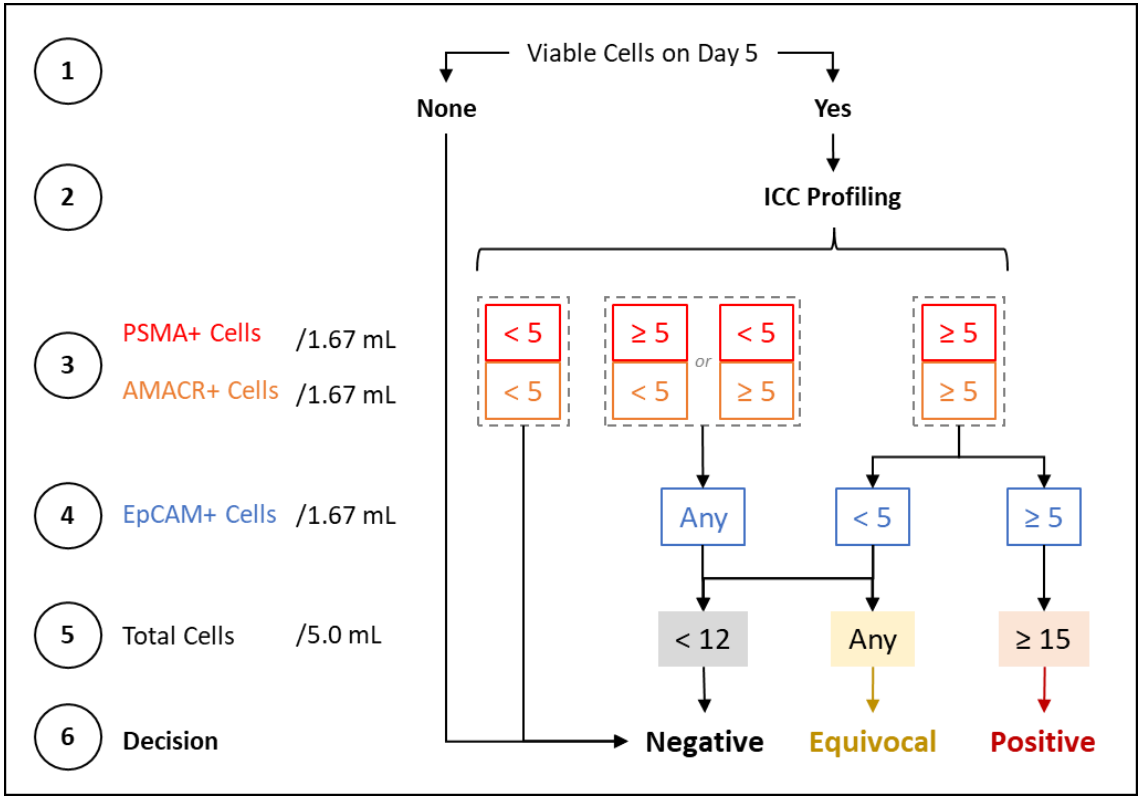 1
Viable Cells on Day 5
None
Yes
2
ICC Profiling
3
PSMA+ Cells /1.67 mL
< 5
≥ 5
< 5
≥ 5
or
AMACR+ Cells /1.67 mL
< 5
< 5
≥ 5
≥ 5
4
EpCAM+ Cells /1.67 mL
Any
< 5
≥ 5
5
Total Cells /5.0 mL
< 12
Any
≥ 15
6
Decision
Negative
Equivocal
Positive